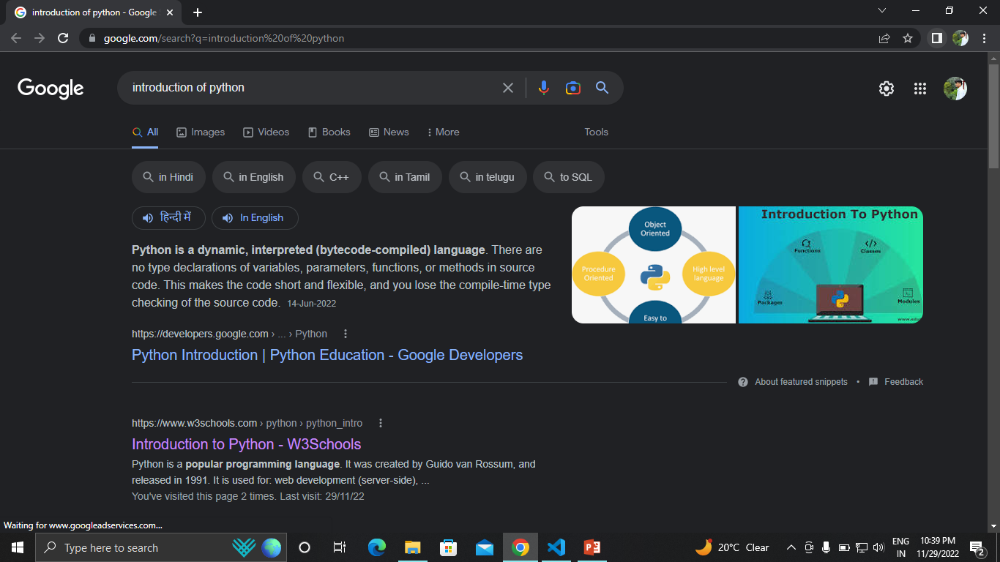 introduction of python - Google
google.com/search?q=introduction%20of%20python
Google
introduction of python
All
Images
Videos
Books
News
More
Tools
in Hindi
in English
C++
in Tamil
in telugu
to SQL
हिन्दी में
In English
Python is a dynamic, interpreted (bytecode-compiled) language. There are
no type declarations of variables, parameters, functions, or methods in source
code. This makes the code short and flexible, and you lose the compile-time type
checking of the source code. 14-Jun-2022
Object
Oriented
Procedure
Oriented
High level
language
Easy to
Introduction To Python
Functions
Classes
Packages
Modules
https://developers.google.com › ... › Python
Python Introduction | Python Education - Google Developers
About featured snippets • Feedback
https://www.w3schools.com › python › python_intro
Introduction to Python - W3Schools
Python is a popular programming language. It was created by Guido van Rossum, and
released in 1991. It is used for: web development (server-side), ...
You've visited this page 2 times. Last visit: 29/11/22
Waiting for www.googleadservices.com...
Type here to search
20°C Clear
ENG
IN
10:39 PM
11/29/2022
2